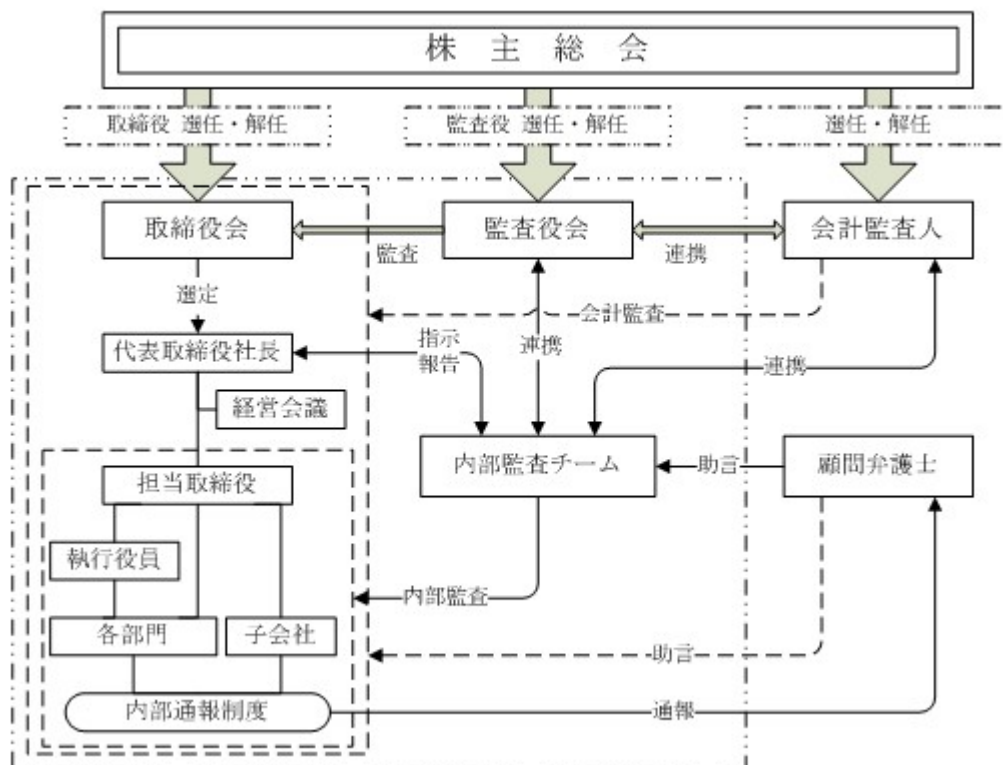 株 主 総 会
取締役 選任・解任
監査役 選任・解任
選任・解任
取締役会
監査役会
会計監査人
監査
連携
選定
会計監査
代表取締役社長
指示
報告
連携
連携
経営会議
内部監査チーム
助言
顧問弁護士
担当取締役
執行役員
内部監査
各部門
子会社
助言
内部通報制度
通報